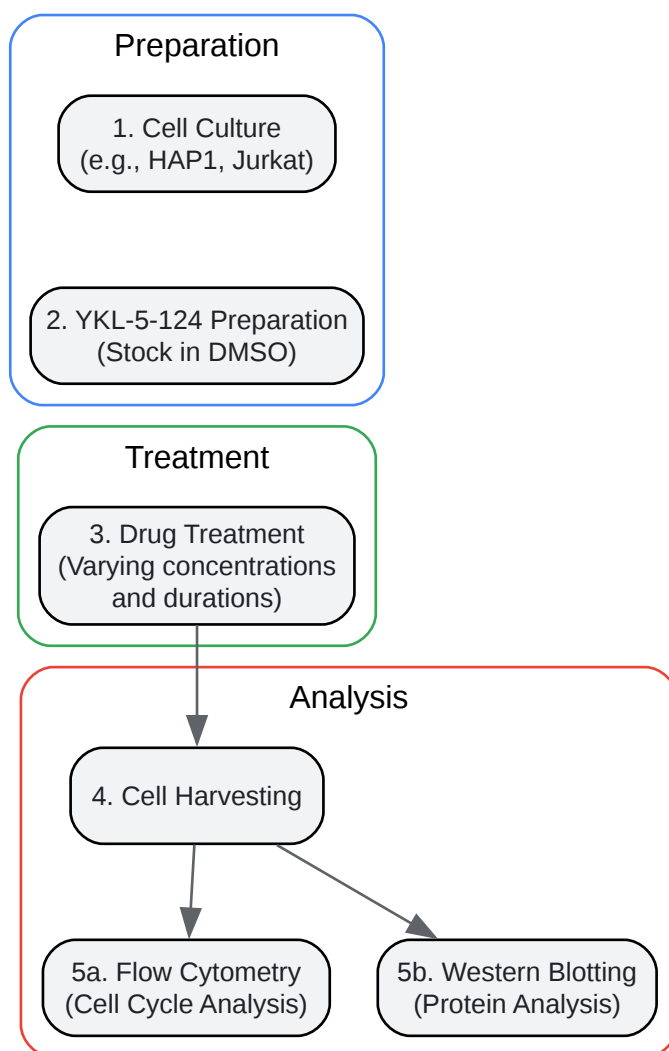 Preparation
1. Cell Culture
(e.g., HAP1, Jurkat)
2. YKL-5-124 Preparation
(Stock in DMSO)
Treatment
3. Drug Treatment
(Varying concentrations
and durations)
Analysis
4. Cell Harvesting
5a. Flow Cytometry
(Cell Cycle Analysis)
5b. Western Blotting
(Protein Analysis)